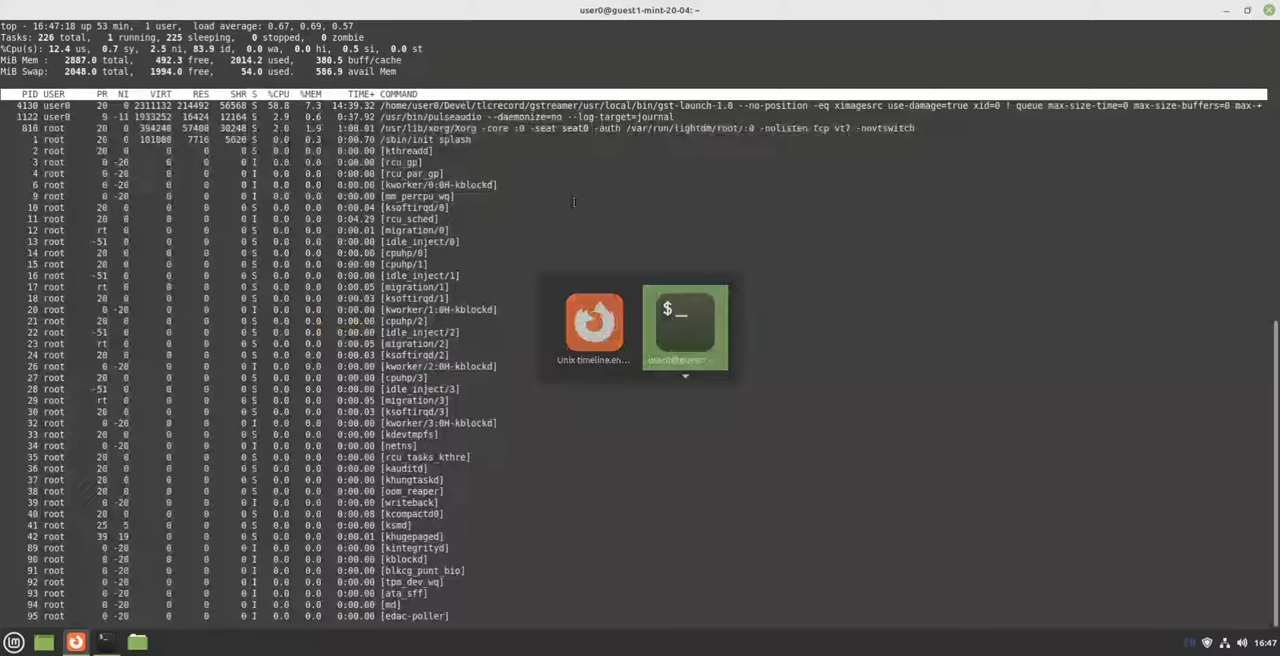 user0@guest1-mint-20-04: ~
top - 16:47:18 up 53 min, 1 user, load average: 0.67, 0.69, 0.57
Tasks: 226 total, 1 running, 225 sleeping, 0 stopped, 0 zombie
%Cpu(s): 12.4 us, 0.7 sy, 2.5 ni, 83.9 id, 0.0 wa, 0.0 hi, 0.5 si, 0.0 st
MiB Mem : 2887.0 total, 492.3 free, 2014.2 used, 380.5 buff/cache
MiB Swap: 2048.0 total, 1994.0 free, 54.0 used. 586.9 avail Mem
PID USER PR NI VIRT RES SHR S %CPU %MEM TIME+ COMMAND
4130 user0 20 0 2311132 214492 56568 S 58.8 7.3 14:39.32 /home/user0/Devel/tlcrecord/gstreamer/usr/local/bin/gst-launch-1.0 --no-position -eq ximagesrc use-damage=true xid=0 ! queue max-size-time=0 max-size-buffers=0 max-+
1122 user0 9 -11 1933252 16424 12164 S 2.9 0.6 0:37.92 /usr/bin/pulseaudio --daemonize=no --log-target=journal
810 root 20 0 394240 57408 30248 S 2.0 1.9 1:08.01 /usr/lib/xorg/Xorg -core :0 -seat seat0 -auth /var/run/lightdm/root/:0 -nolisten tcp vt7 -novtswitch
1 root 20 0 101880 7716 5620 S 0.0 0.3 0:00.70 /sbin/init splash
2 root 20 0 0 0 0 S 0.0 0.0 0:00.00 [kthreadd]
3 root 0 -20 0 0 0 I 0.0 0.0 0:00.00 [rcu_gp]
4 root 0 -20 0 0 0 I 0.0 0.0 0:00.00 [rcu_par_gp]
6 root 0 -20 0 0 0 I 0.0 0.0 0:00.00 [kworker/0:0H-kblockd]
9 root 0 -20 0 0 0 I 0.0 0.0 0:00.00 [mm_percpu_wq]
10 root 20 0 0 0 0 S 0.0 0.0 0:00.04 [ksoftirqd/0]
11 root 20 0 0 0 0 I 0.0 0.0 0:04.29 [rcu_sched]
12 root rt 0 0 0 0 S 0.0 0.0 0:00.01 [migration/0]
13 root -51 0 0 0 0 S 0.0 0.0 0:00.00 [idle_inject/0]
14 root 20 0 0 0 0 S 0.0 0.0 0:00.00 [cpuhp/0]
15 root 20 0 0 0 0 S 0.0 0.0 0:00.00 [cpuhp/1]
16 root -51 0 0 0 0 S 0.0 0.0 0:00.00 [idle_inject/1]
17 root rt 0 0 0 0 S 0.0 0.0 0:00.05 [migration/1]
18 root 20 0 0 0 0 S 0.0 0.0 0:00.03 [ksoftirqd/1]
20 root 0 -20 0 0 0 I 0.0 0.0 0:00.00 [kworker/1:0H-kblockd]
21 root 20 0 0 0 0 S 0.0 0.0 0:00.00 [cpuhp/2]
22 root -51 0 0 0 0 S 0.0 0.0 0:00.00 [idle_inject/2]
23 root rt 0 0 0 0 S 0.0 0.0 0:00.05 [migration/2]
24 root 20 0 0 0 0 S 0.0 0.0 0:00.03 [ksoftirqd/2]
26 root 0 -20 0 0 0 I 0.0 0.0 0:00.00 [kworker/2:0H-kblockd]
27 root 20 0 0 0 0 S 0.0 0.0 0:00.00 [cpuhp/3]
28 root -51 0 0 0 0 S 0.0 0.0 0:00.00 [idle_inject/3]
29 root rt 0 0 0 0 S 0.0 0.0 0:00.05 [migration/3]
30 root 20 0 0 0 0 S 0.0 0.0 0:00.03 [ksoftirqd/3]
32 root 0 -20 0 0 0 I 0.0 0.0 0:00.00 [kworker/3:0H-kblockd]
33 root 20 0 0 0 0 S 0.0 0.0 0:00.00 [kdevtmpfs]
34 root 0 -20 0 0 0 I 0.0 0.0 0:00.00 [netns]
35 root 20 0 0 0 0 S 0.0 0.0 0:00.00 [rcu_tasks_kthre]
36 root 20 0 0 0 0 S 0.0 0.0 0:00.00 [kauditd]
37 root 20 0 0 0 0 S 0.0 0.0 0:00.00 [khungtaskd]
38 root 20 0 0 0 0 S 0.0 0.0 0:00.00 [oom_reaper]
39 root 0 -20 0 0 0 I 0.0 0.0 0:00.00 [writeback]
40 root 20 0 0 0 0 S 0.0 0.0 0:00.08 [kcompactd0]
41 root 25 5 0 0 0 S 0.0 0.0 0:00.00 [ksmd]
42 root 39 19 0 0 0 S 0.0 0.0 0:00.01 [khugepaged]
89 root 0 -20 0 0 0 I 0.0 0.0 0:00.00 [kintegrityd]
90 root 0 -20 0 0 0 I 0.0 0.0 0:00.00 [kblockd]
91 root 0 -20 0 0 0 I 0.0 0.0 0:00.00 [blkcg_punt_bio]
92 root 0 -20 0 0 0 I 0.0 0.0 0:00.00 [tpm_dev_wq]
93 root 0 -20 0 0 0 I 0.0 0.0 0:00.00 [ata_sff]
94 root 0 -20 0 0 0 I 0.0 0.0 0:00.00 [md]
95 root 0 -20 0 0 0 I 0.0 0.0 0:00.00 [edac-poller]
$_
Unix timeline.en...
user0@guest...
EN
16:47